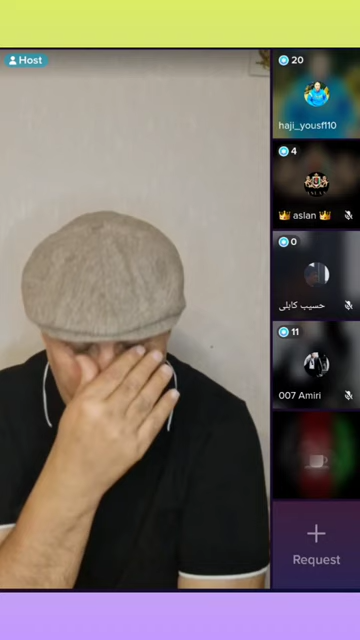 Host
20
haji_yousf110
4
👑 aslan 👑
0
حسیب کابلی
11
007 Amiri
+
Request